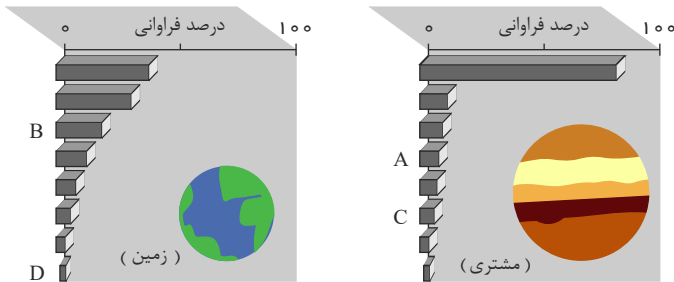 درصد فراوانی
۰ ۱۰۰
B
D
( زمین )
درصد فراوانی
۰ ۱۰۰
A
C
( مشتری )